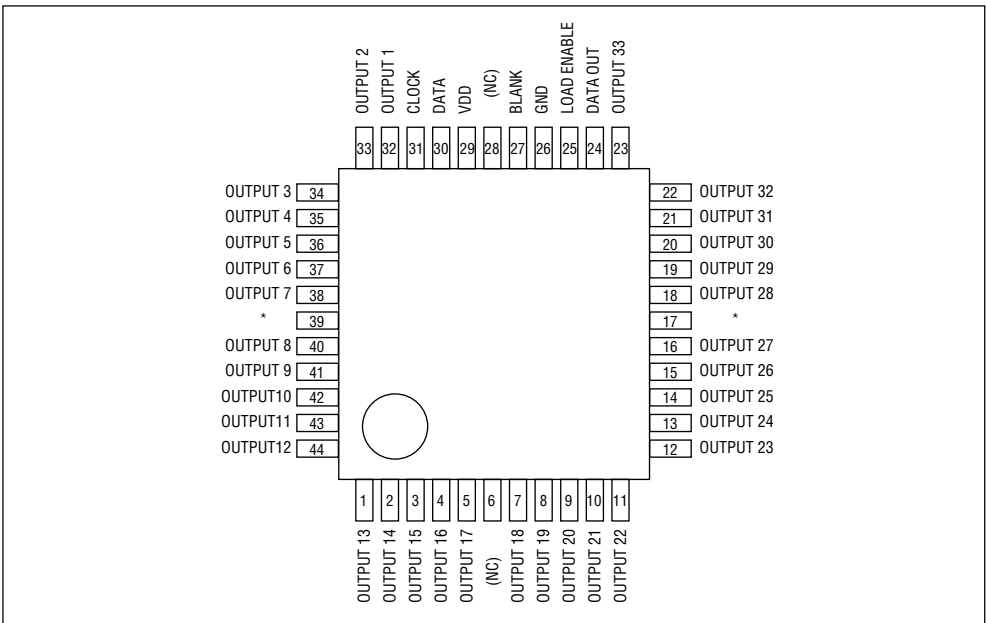 OUTPUT 2
OUTPUT 1
CLOCK
DATA
VDD
(NC)
BLANK
GND
LOAD ENABLE
DATA OUT
OUTPUT 33
33 32 31 30 29 28 27 26 25 24 23
OUTPUT 3 34
OUTPUT 4 35
OUTPUT 5 36
OUTPUT 6 37
OUTPUT 7 38
* 39
OUTPUT 8 40
OUTPUT 9 41
OUTPUT10 42
OUTPUT11 43
OUTPUT12 44
22 OUTPUT 32
21 OUTPUT 31
20 OUTPUT 30
19 OUTPUT 29
18 OUTPUT 28
17 *
16 OUTPUT 27
15 OUTPUT 26
14 OUTPUT 25
13 OUTPUT 24
12 OUTPUT 23
1 2 3 4 5 6 7 8 9 10 11
OUTPUT 13
OUTPUT 14
OUTPUT 15
OUTPUT 16
OUTPUT 17
(NC)
OUTPUT 18
OUTPUT 19
OUTPUT 20
OUTPUT 21
OUTPUT 22